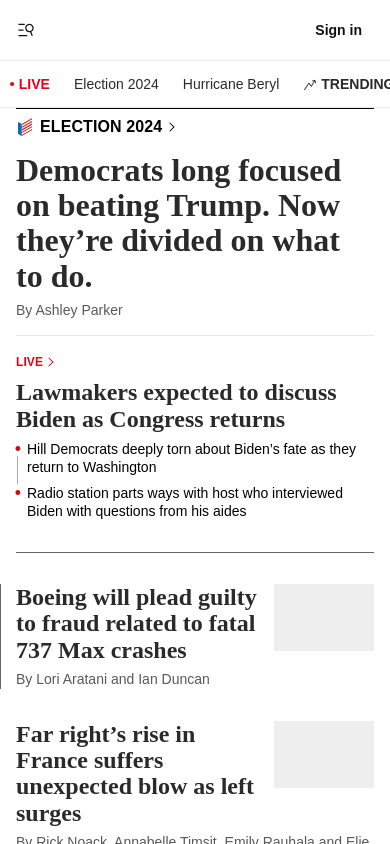 Sign in
• LIVE Election 2024 Hurricane Beryl TRENDING
ELECTION 2024
Democrats long focused
on beating Trump. Now
they’re divided on what
to do.
By Ashley Parker
LIVE
Lawmakers expected to discuss
Biden as Congress returns
Hill Democrats deeply torn about Biden’s fate as they
return to Washington
Radio station parts ways with host who interviewed
Biden with questions from his aides
Boeing will plead guilty
to fraud related to fatal
737 Max crashes
By Lori Aratani and Ian Duncan
Far right’s rise in
France suffers
unexpected blow as left
surges
By Rick Noack, Annabelle Timsit, Emily Rauhala and Elie